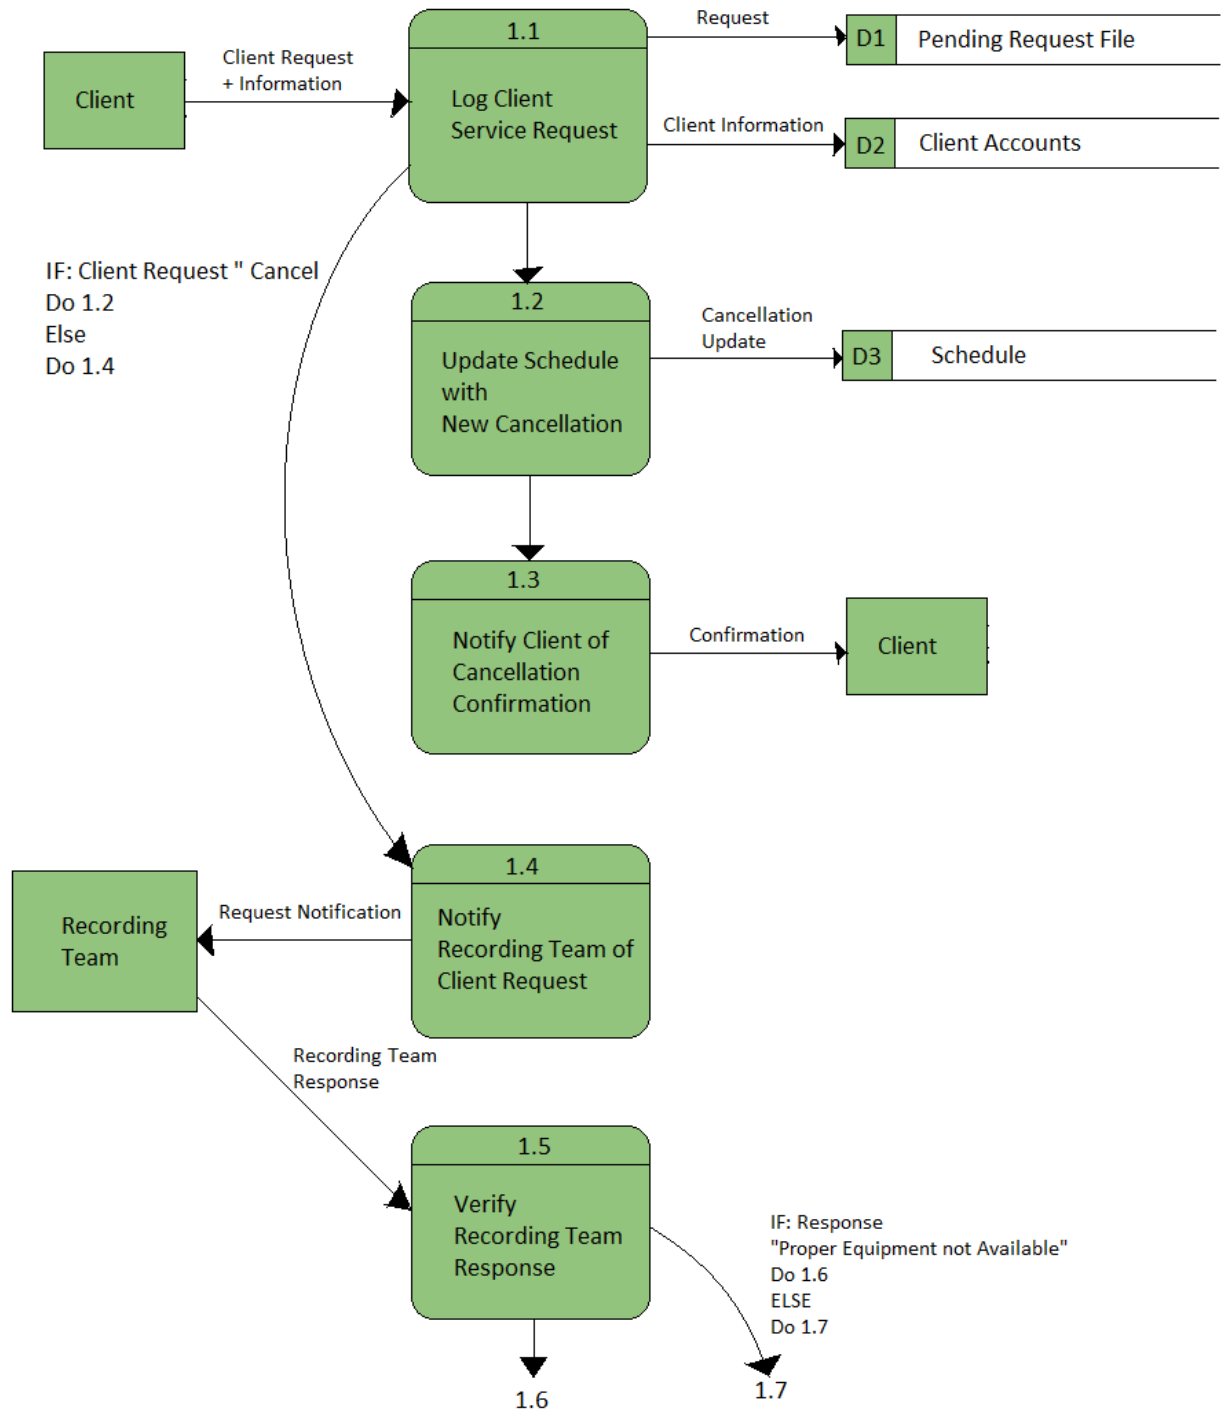 1.1
Request
D1
Pending Request File
Client
Client Request
+ Information
Log Client
Service Request
Client Information
D2
Client Accounts
IF: Client Request " Cancel
Do 1.2
Else
Do 1.4
1.2
Update Schedule
with
New Cancellation
Cancellation
Update
D3
Schedule
1.3
Notify Client of
Cancellation
Confirmation
Confirmation
Client
1.4
Notify
Recording Team of
Client Request
Request Notification
Recording
Team
Recording Team
Response
1.5
Verify
Recording Team
Response
IF: Response
"Proper Equipment not Available"
Do 1.6
ELSE
Do 1.7
1.6
1.7